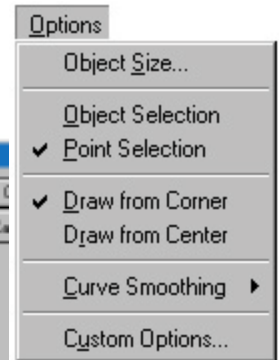 Options
Object Size...
Object Selection
Point Selection
Draw from Corner
Draw from Center
Curve Smoothing
Custom Options...